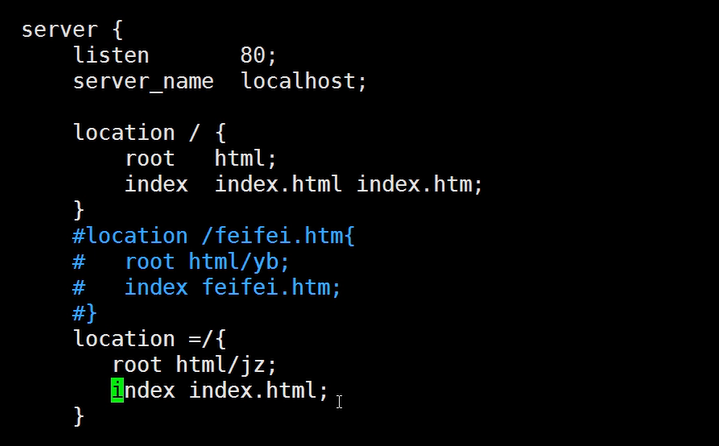 server {
    listen       80;
    server_name  localhost;

    location / {
        root   html;
        index  index.html index.htm;
    }
    #location /feifei.htm{
    #   root html/yb;
    #   index feifei.htm;
    #}
    location =/{
       root html/jz;
       index index.html;
    }